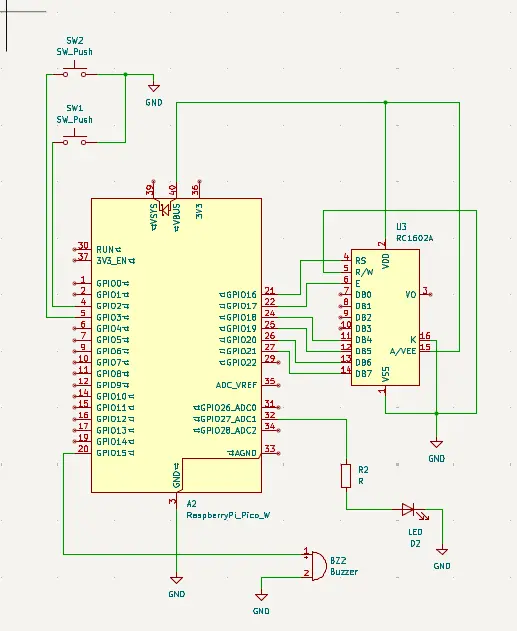 SW2
SW_Push
GND
SW1
SW_Push
39
40
36
VSYS
VBUS
3V3
30
RUN
37
3V3_EN
1
GPIO0
2
GPIO1
4
GPIO2
5
GPIO3
6
GPIO4
7
GPIO5
9
GPIO6
10
GPIO7
11
GPIO8
12
GPIO9
14
GPIO10
15
GPIO11
16
GPIO12
17
GPIO13
19
GPIO14
20
GPIO15
GPIO16
21
GPIO17
22
GPIO18
24
GPIO19
25
GPIO20
26
GPIO21
27
GPIO22
29
ADC_VREF
35
GPIO26_ADC0
31
GPIO27_ADC1
32
GPIO28_ADC2
34
AGND
33
GND
3
A2
RaspberryPi_Pico_W
GND
U3
RC1602A
2
VDD
4
RS
5
R/W
6
E
7
DB0
8
DB1
9
DB2
10
DB3
11
DB4
12
DB5
13
DB6
14
DB7
VO
3
K
16
A/VEE
15
VSS
1
GND
R2
R
LED
D2
GND
1
+
2
BZ2
Buzzer
GND